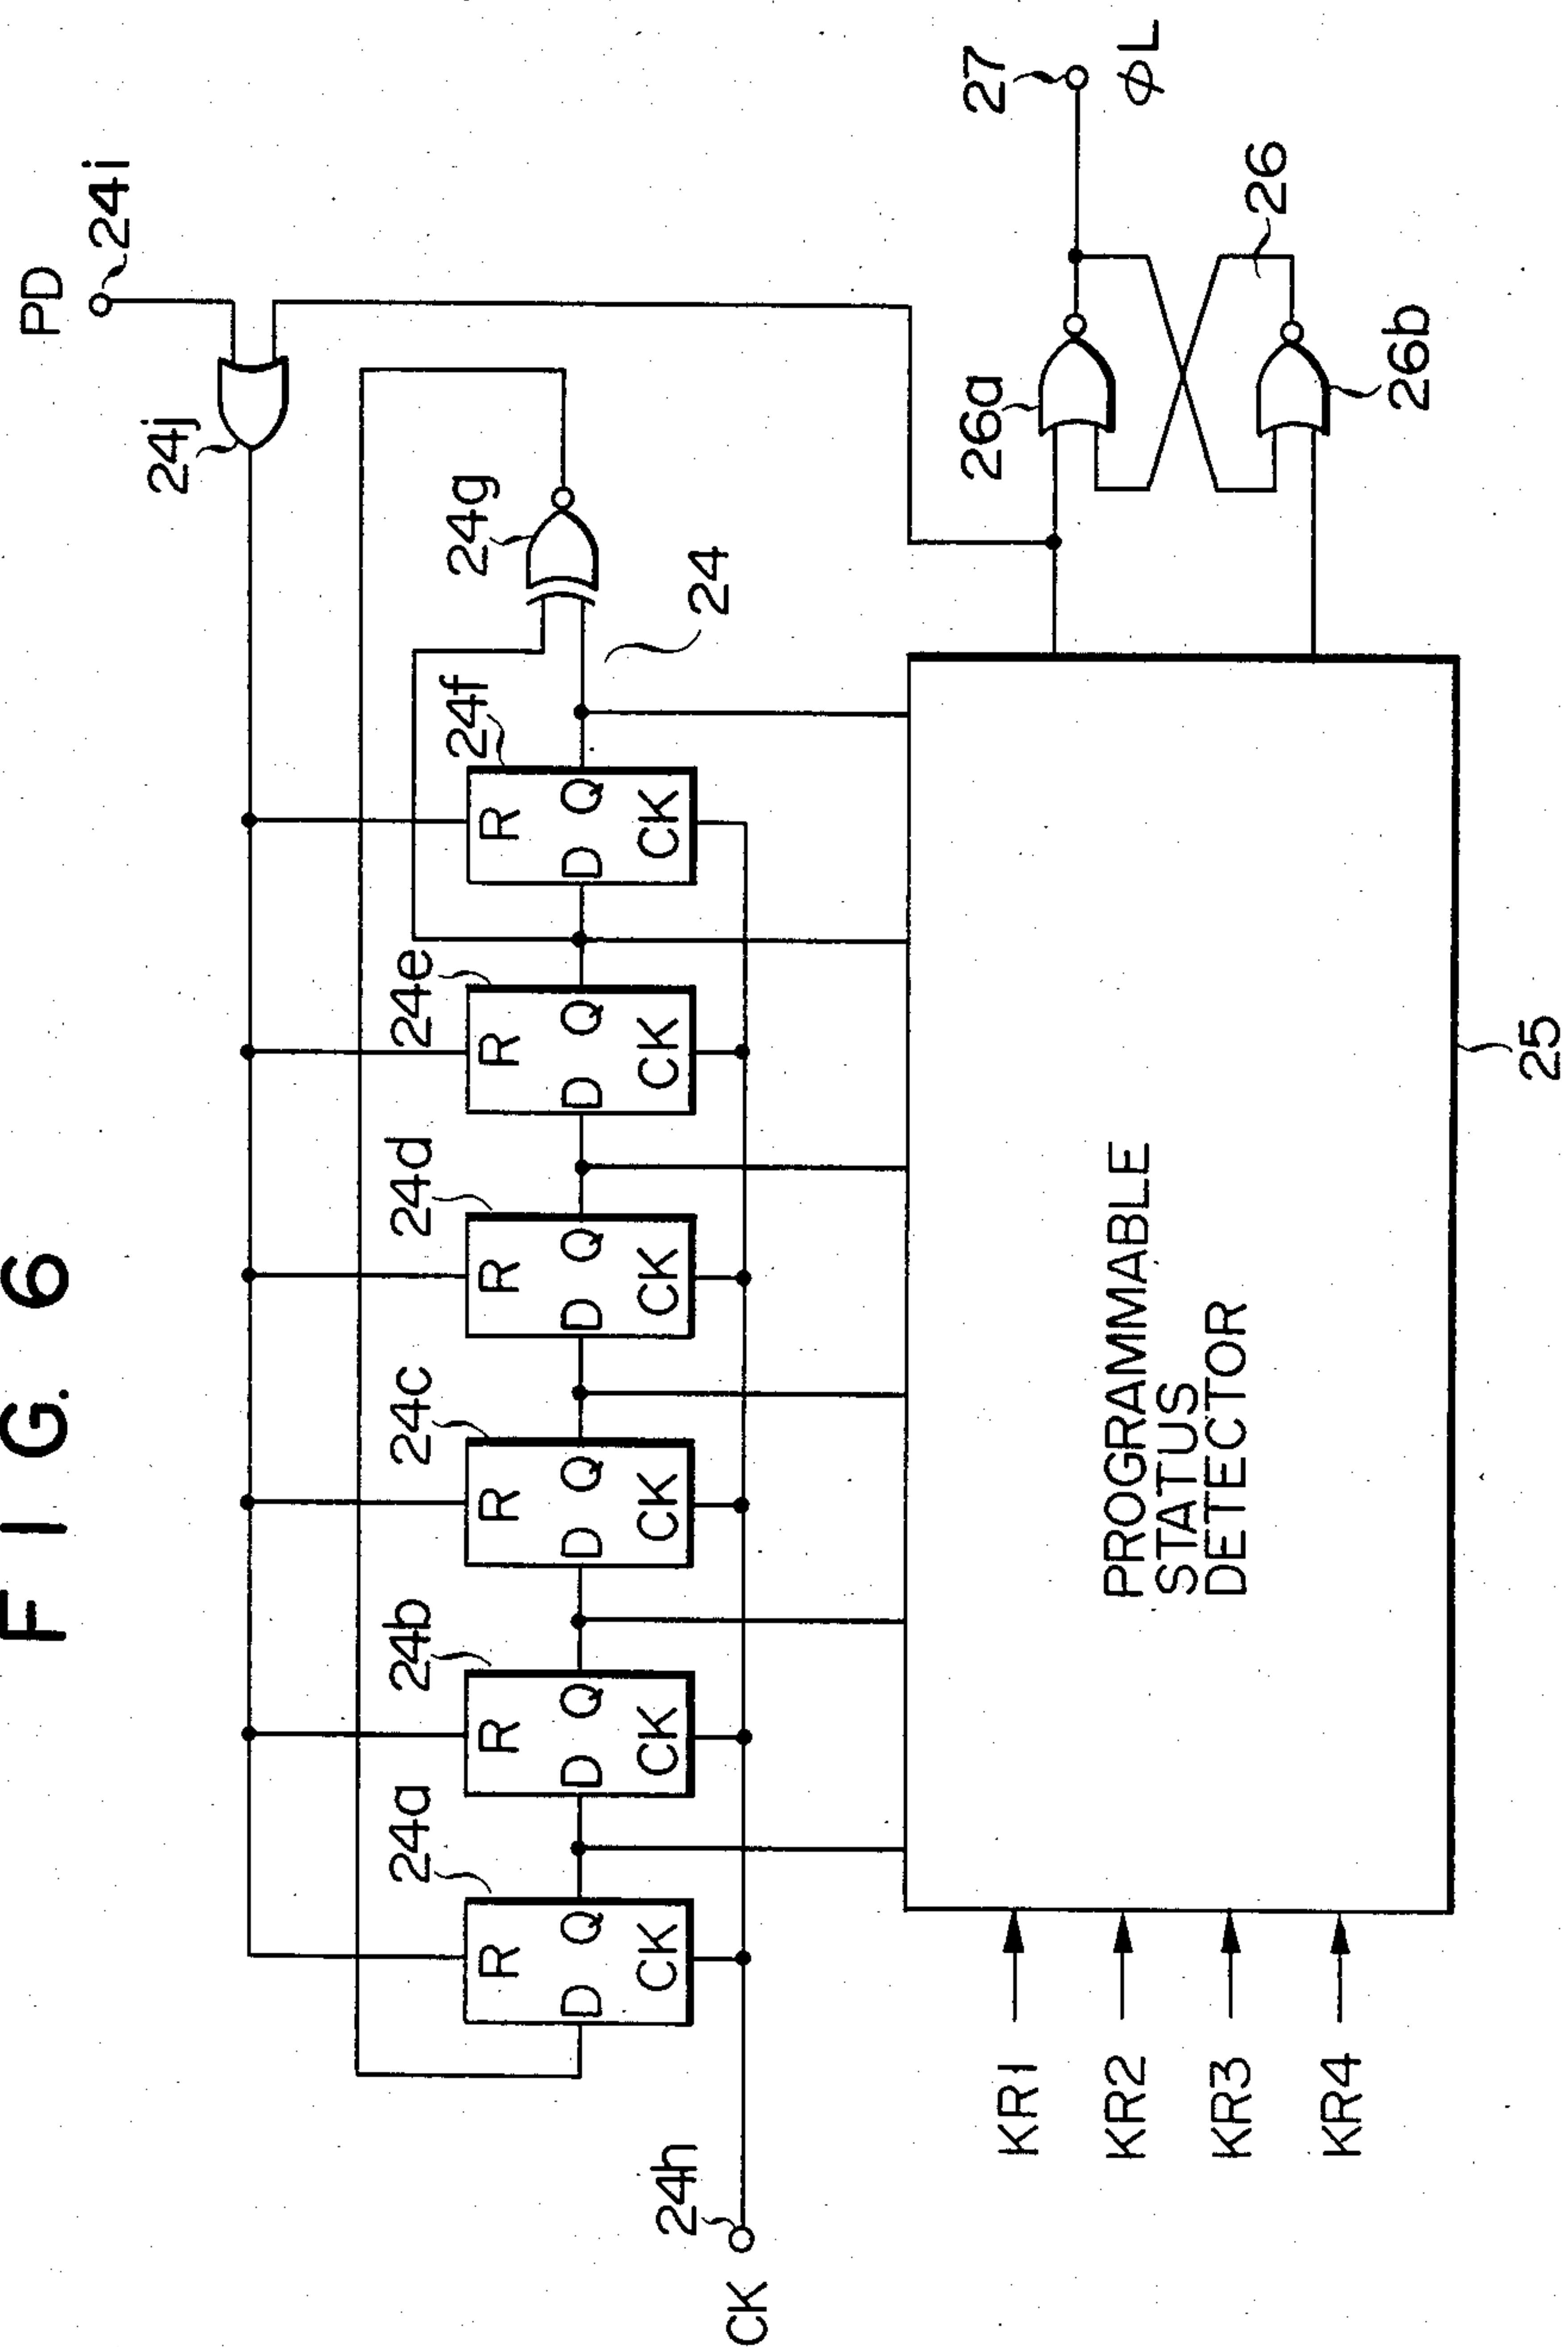 FIG. 6
PD
24i
24j
24g
24
24a
24b
24c
24d
24e
24f
R
D Q
CK
R
D Q
CK
R
D Q
CK
R
D Q
CK
R
D Q
CK
R
D Q
CK
24h
CK
KR1
KR2
KR3
KR4
PROGRAMMABLE
STATUS
DETECTOR
25
26a
26b
26
27
φL